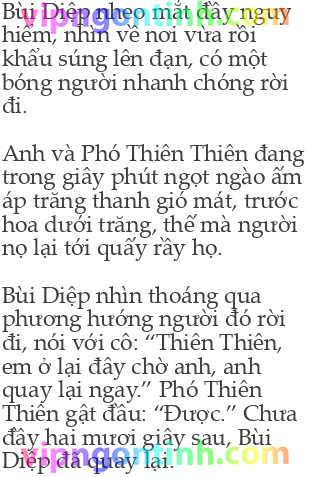 Bùi Diệp nheo mắt đầy nguy
vipngontinh.com
hiểm, nhìn về nơi vừa rồi
khẩu súng lên đạn, có một
bóng người nhanh chóng rời
đi.
Anh và Phó Thiên Thiên đang
trong giây phút ngọt ngào ấm
áp trăng thanh gió mát, trước
hoa dưới trăng, thế mà người
nọ lại tới quấy rầy họ.
Bùi Diệp nhìn thoáng qua
phương hướng người đó rời
đi, nói với cô: “Thiên Thiên,
em ở lại đây chờ anh, anh
quay lại ngay.” Phó Thiên
Thiên gật đầu: “Được.” Chưa
đầy hai mươi giây sau, Bùi
vipngontinh.com
Diệp đã quay lại.